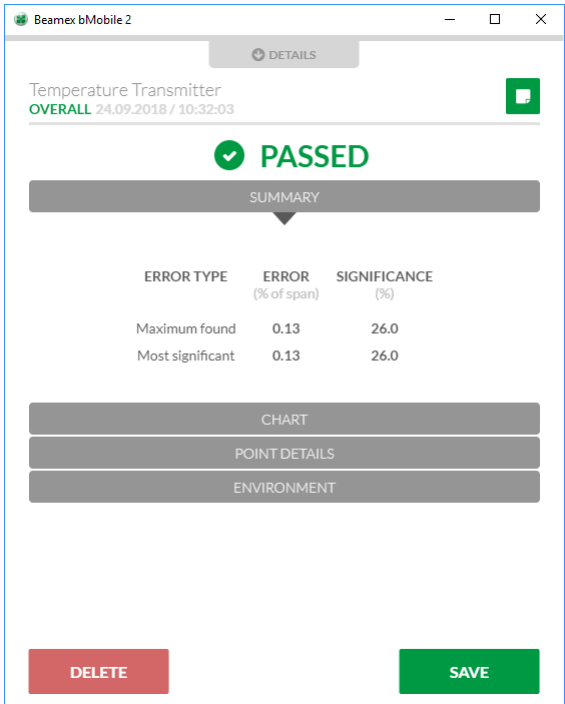 Beamex bMobile 2
DETAILS
Temperature Transmitter
OVERALL 24.09.2018 / 10:32:03
PASSED
SUMMARY
ERROR TYPE ERROR SIGNIFICANCE
(% of span) (%)
Maximum found 0.13 26.0
Most significant 0.13 26.0
CHART
POINT DETAILS
ENVIRONMENT
DELETE SAVE